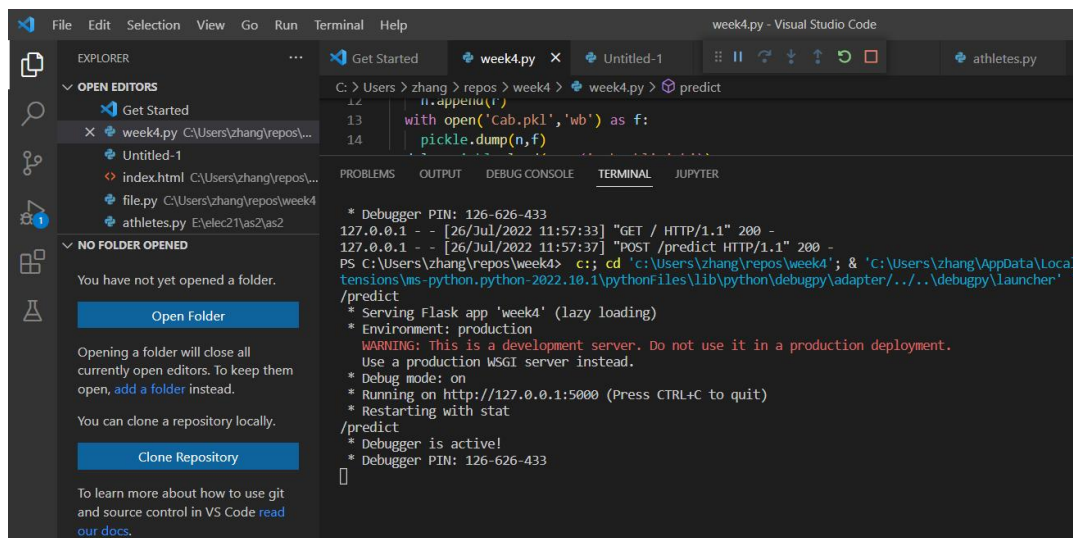 File Edit Selection View Go Run Terminal Help week4.py - Visual Studio Code
EXPLORER ...
Get Started week4.py Untitled-1 athletes.py
OPEN EDITORS
Get Started
week4.py C:\Users\zhang\repos\...
Untitled-1
index.html C:\Users\zhang\repos\...
file.py C:\Users\zhang\repos\week4
athletes.py E:\elec21\as2\as2
NO FOLDER OPENED
You have not yet opened a folder.
Open Folder
Opening a folder will close all
currently open editors. To keep them
open, add a folder instead.
You can clone a repository locally.
Clone Repository
To learn more about how to use git
and source control in VS Code read
our docs.
1
C: > Users > zhang > repos > week4 > week4.py > predict
12 n.append(r)
13 with open('Cab.pkl','wb') as f:
14 pickle.dump(n,f)
PROBLEMS OUTPUT DEBUG CONSOLE TERMINAL JUPYTER
* Debugger PIN: 126-626-433
127.0.0.1 - - [26/Jul/2022 11:57:33] "GET / HTTP/1.1" 200 -
127.0.0.1 - - [26/Jul/2022 11:57:37] "POST /predict HTTP/1.1" 200 -
PS C:\Users\zhang\repos\week4> c:; cd 'c:\Users\zhang\repos\week4'; & 'C:\Users\zhang\AppData\Local
tensions\ms-python.python-2022.10.1\pythonFiles\lib\python\debugpy\adapter/../..\debugpy\launcher'
/predict
* Serving Flask app 'week4' (lazy loading)
* Environment: production
WARNING: This is a development server. Do not use it in a production deployment.
Use a production WSGI server instead.
* Debug mode: on
* Running on http://127.0.0.1:5000 (Press CTRL+C to quit)
* Restarting with stat
/predict
* Debugger is active!
* Debugger PIN: 126-626-433